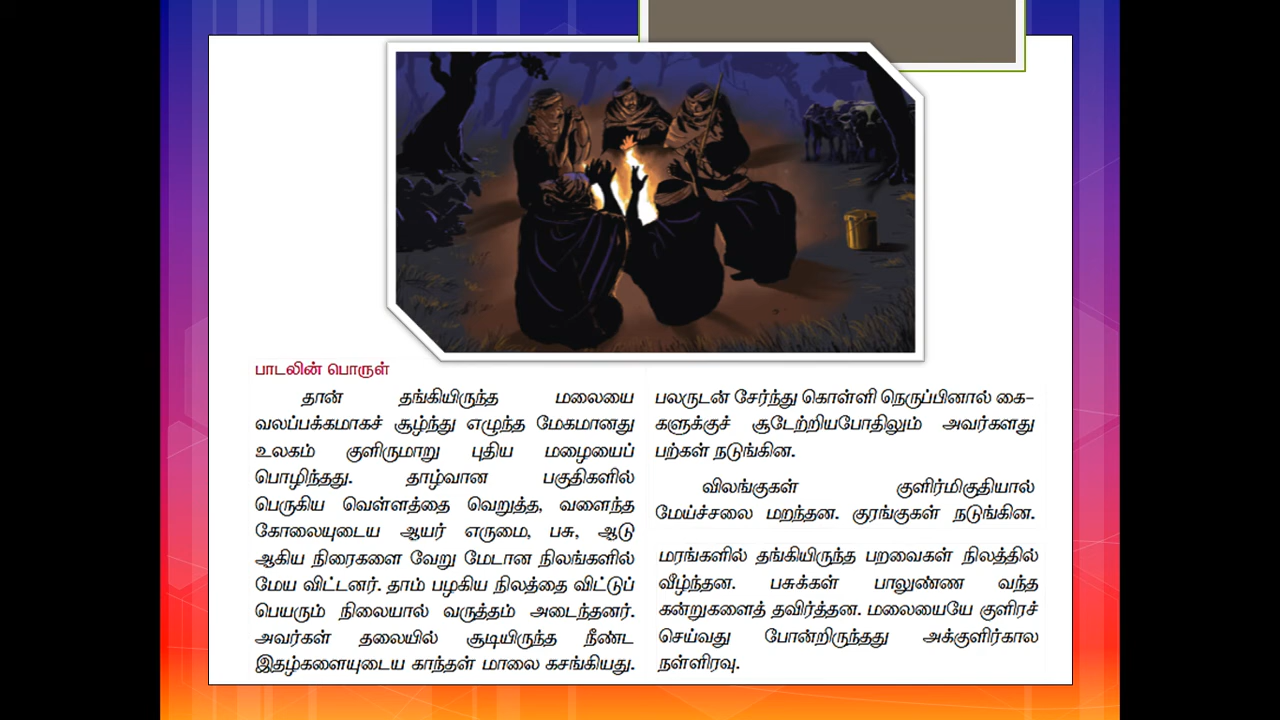 பாடலின் பொருள்
தான் தங்கியிருந்த மலையை
வலப்பக்கமாகச் சூழ்ந்து எழுந்த மேகமானது
உலகம் குளிருமாறு புதிய மழையைப்
பொழிந்தது. தாழ்வான பகுதிகளில்
பெருகிய வெள்ளத்தை வெறுத்த, வளைந்த
கோலையுடைய ஆயர் எருமை, பசு, ஆடு
ஆகிய நிரைகளை வேறு மேடான நிலங்களில்
மேய விட்டனர். தாம் பழகிய நிலத்தை விட்டுப்
பெயரும் நிலையால் வருத்தம் அடைந்தனர்.
அவர்கள் தலையில் சூடியிருந்த நீண்ட
இதழ்களையுடைய காந்தள் மாலை கசங்கியது.
பலருடன் சேர்ந்து கொள்ளி நெருப்பினால் கை-
களுக்குச் சூடேற்றியபோதிலும் அவர்களது
பற்கள் நடுங்கின.
விலங்குகள் குளிர்மிகுதியால்
மேய்ச்சலை மறந்தன. குரங்குகள் நடுங்கின.
மரங்களில் தங்கியிருந்த பறவைகள் நிலத்தில்
வீழ்ந்தன. பசுக்கள் பாலுண்ண வந்த
கன்றுகளைத் தவிர்த்தன. மலையையே குளிரச்
செய்வது போன்றிருந்தது அக்குளிர்கால
நள்ளிரவு.